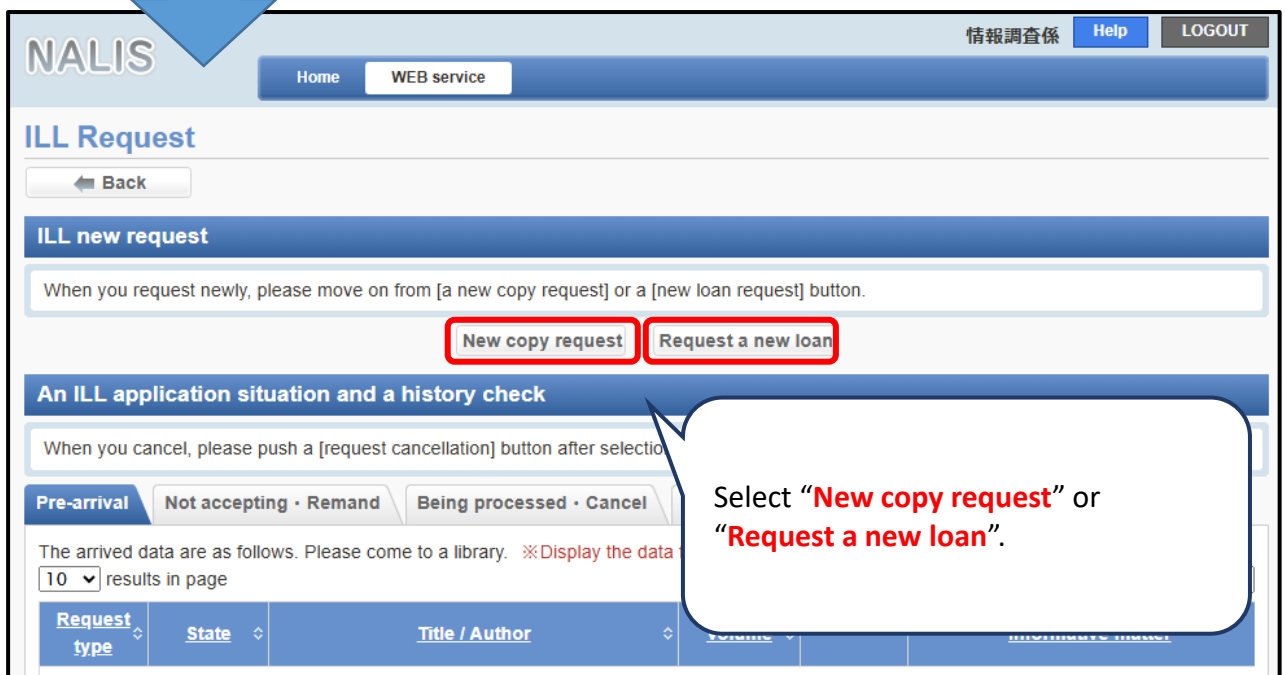 NALIS
情報調査係 Help LOGOUT
Home WEB service
ILL Request
Back
ILL new request
When you request newly, please move on from [a new copy request] or a [new loan request] button.
New copy request Request a new loan
An ILL application situation and a history check
When you cancel, please push a [request cancellation] button after
Pre-arrival Not accepting・Remand Being processed・Cancel
Select “New copy request” or
“Request a new loan”.
The arrived data are as follows. Please come to a library. ※Display the data
10 results in page
Request type State Title / Author Volume Informative matter